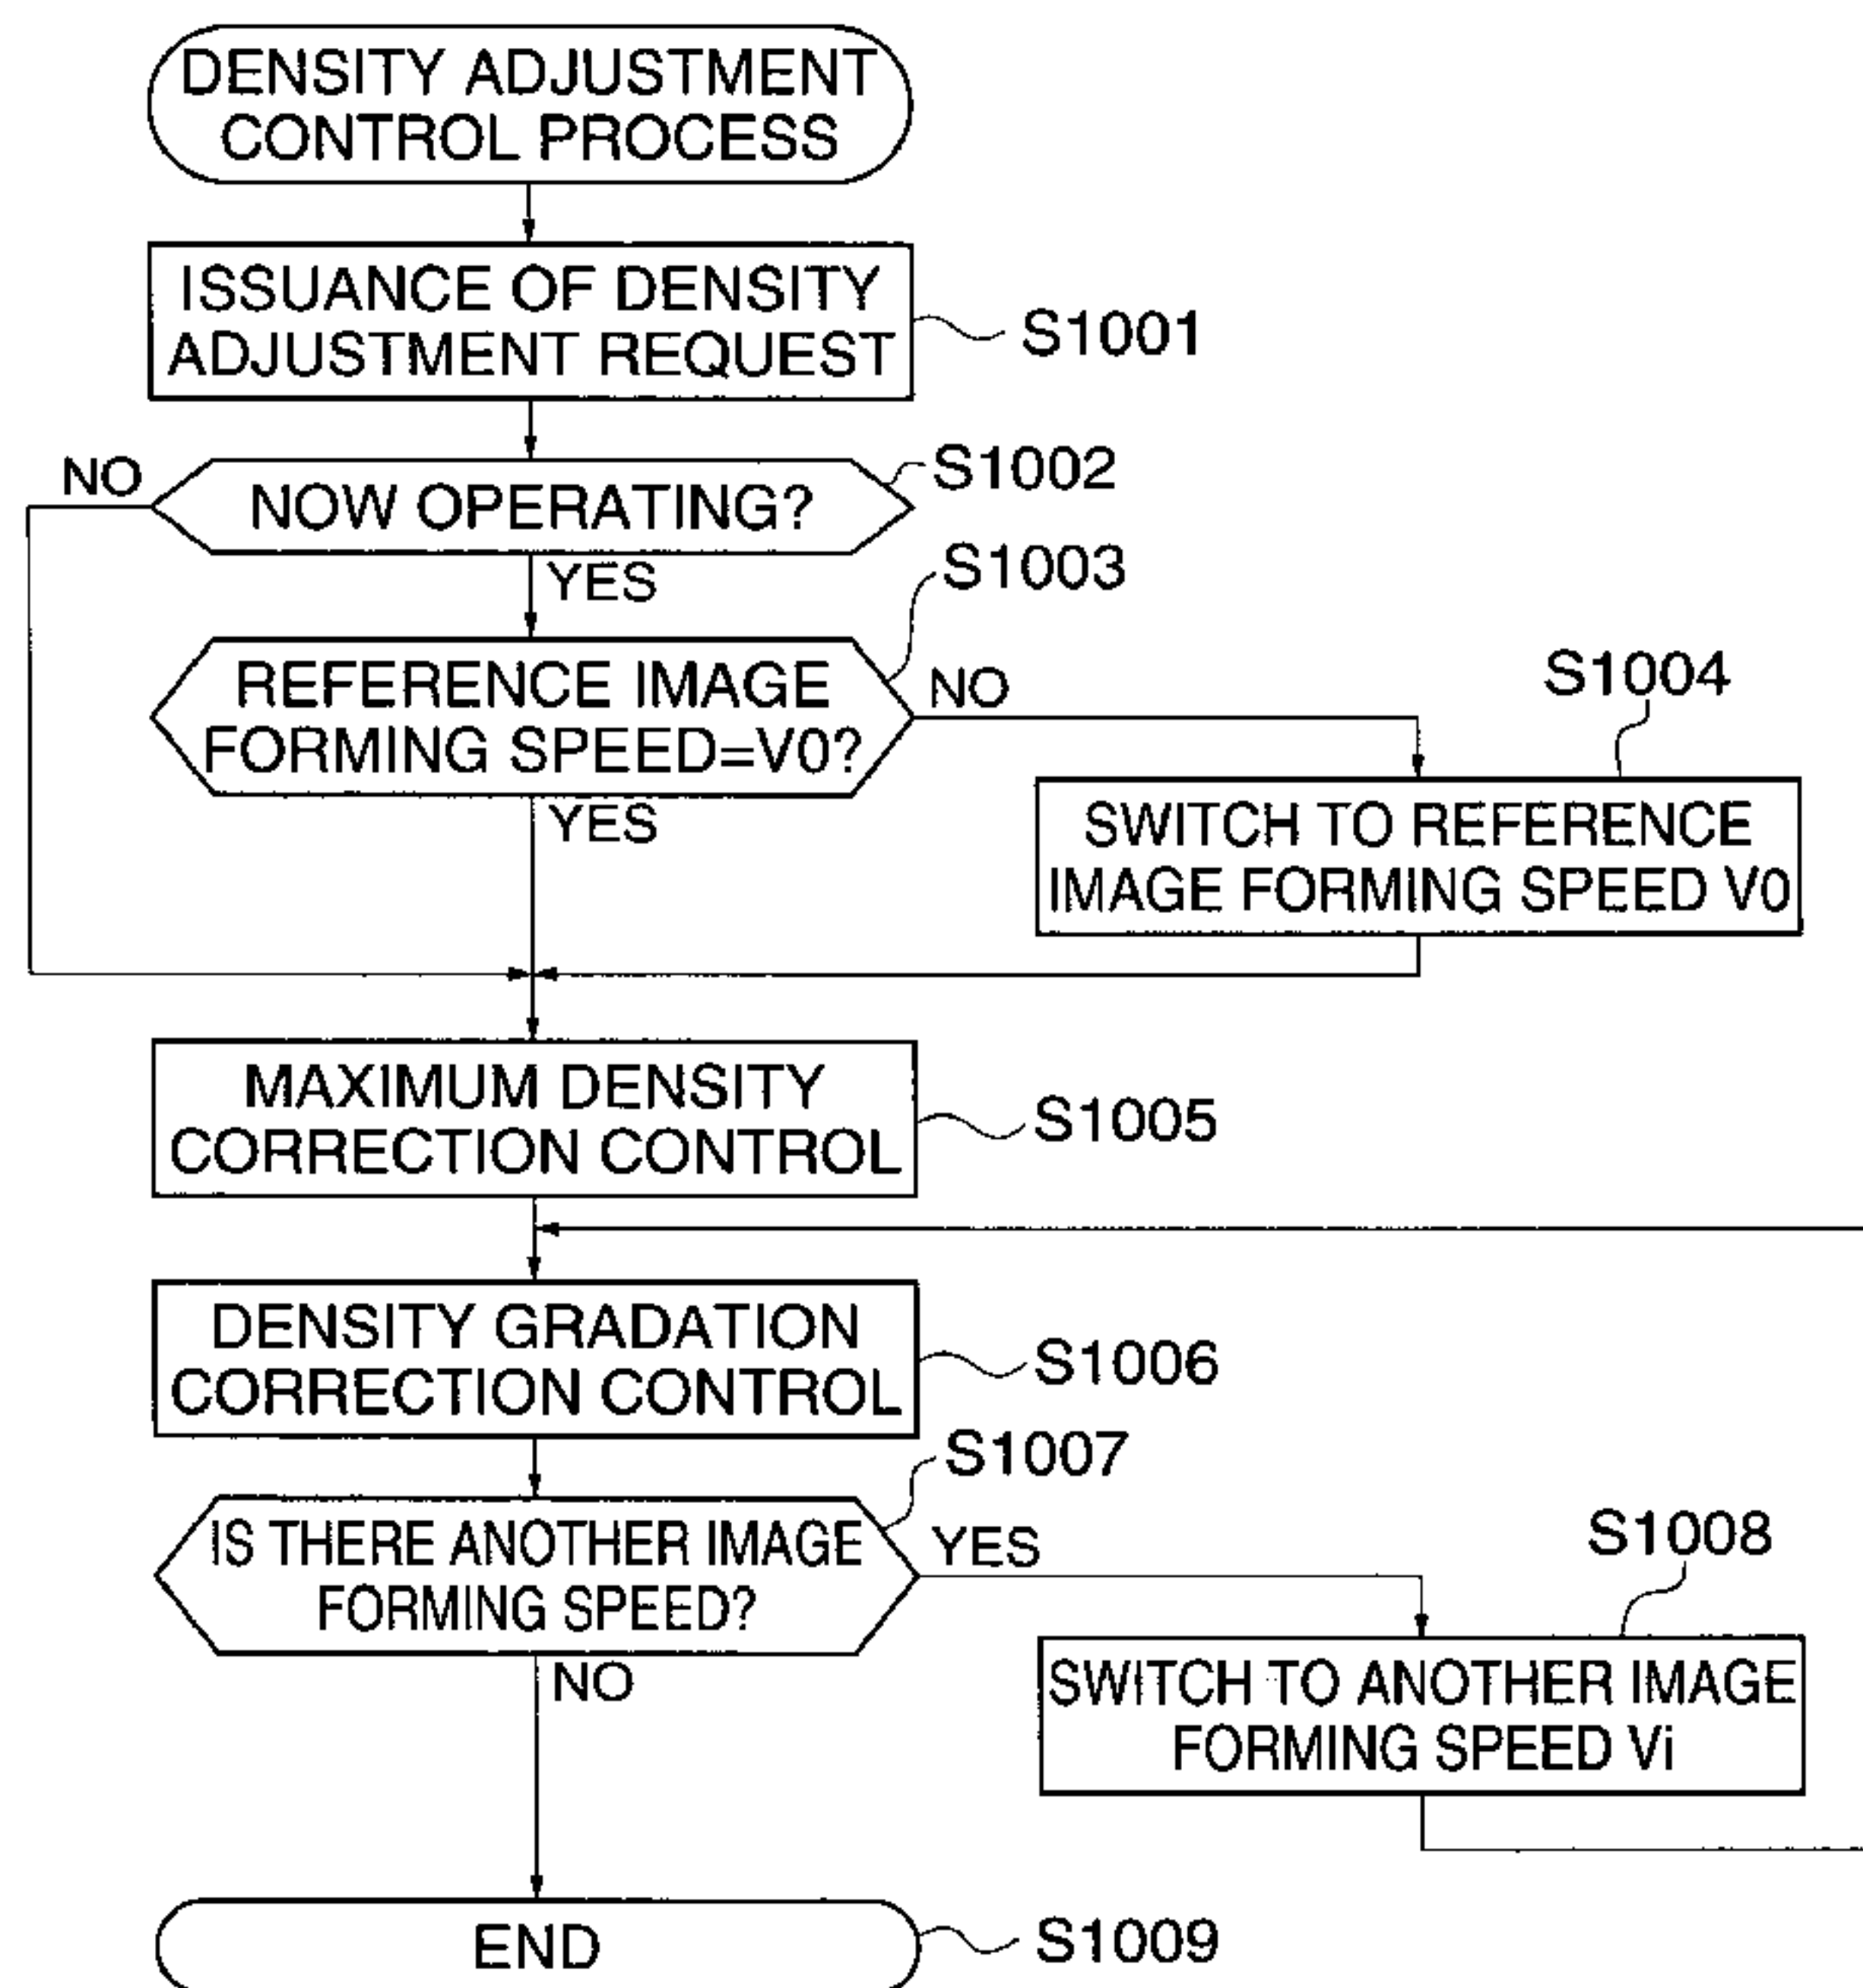 DENSITY ADJUSTMENT
CONTROL PROCESS
ISSUANCE OF DENSITY
ADJUSTMENT REQUEST
S1001
NO
NOW OPERATING?
S1002
YES
S1003
REFERENCE IMAGE
FORMING SPEED=V0?
NO
S1004
YES
SWITCH TO REFERENCE
IMAGE FORMING SPEED V0
MAXIMUM DENSITY
CORRECTION CONTROL
S1005
DENSITY GRADATION
CORRECTION CONTROL
S1006
S1007
IS THERE ANOTHER IMAGE
FORMING SPEED?
YES
S1008
NO
SWITCH TO ANOTHER IMAGE
FORMING SPEED Vi
END
S1009